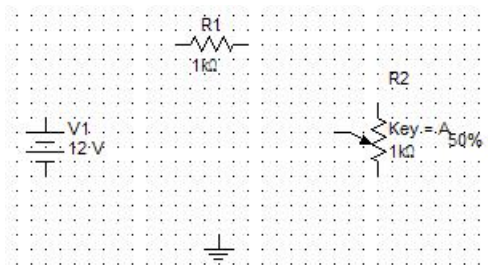 R1
1kΩ
R2
V1
12 V
Key = A
50%
1kΩ